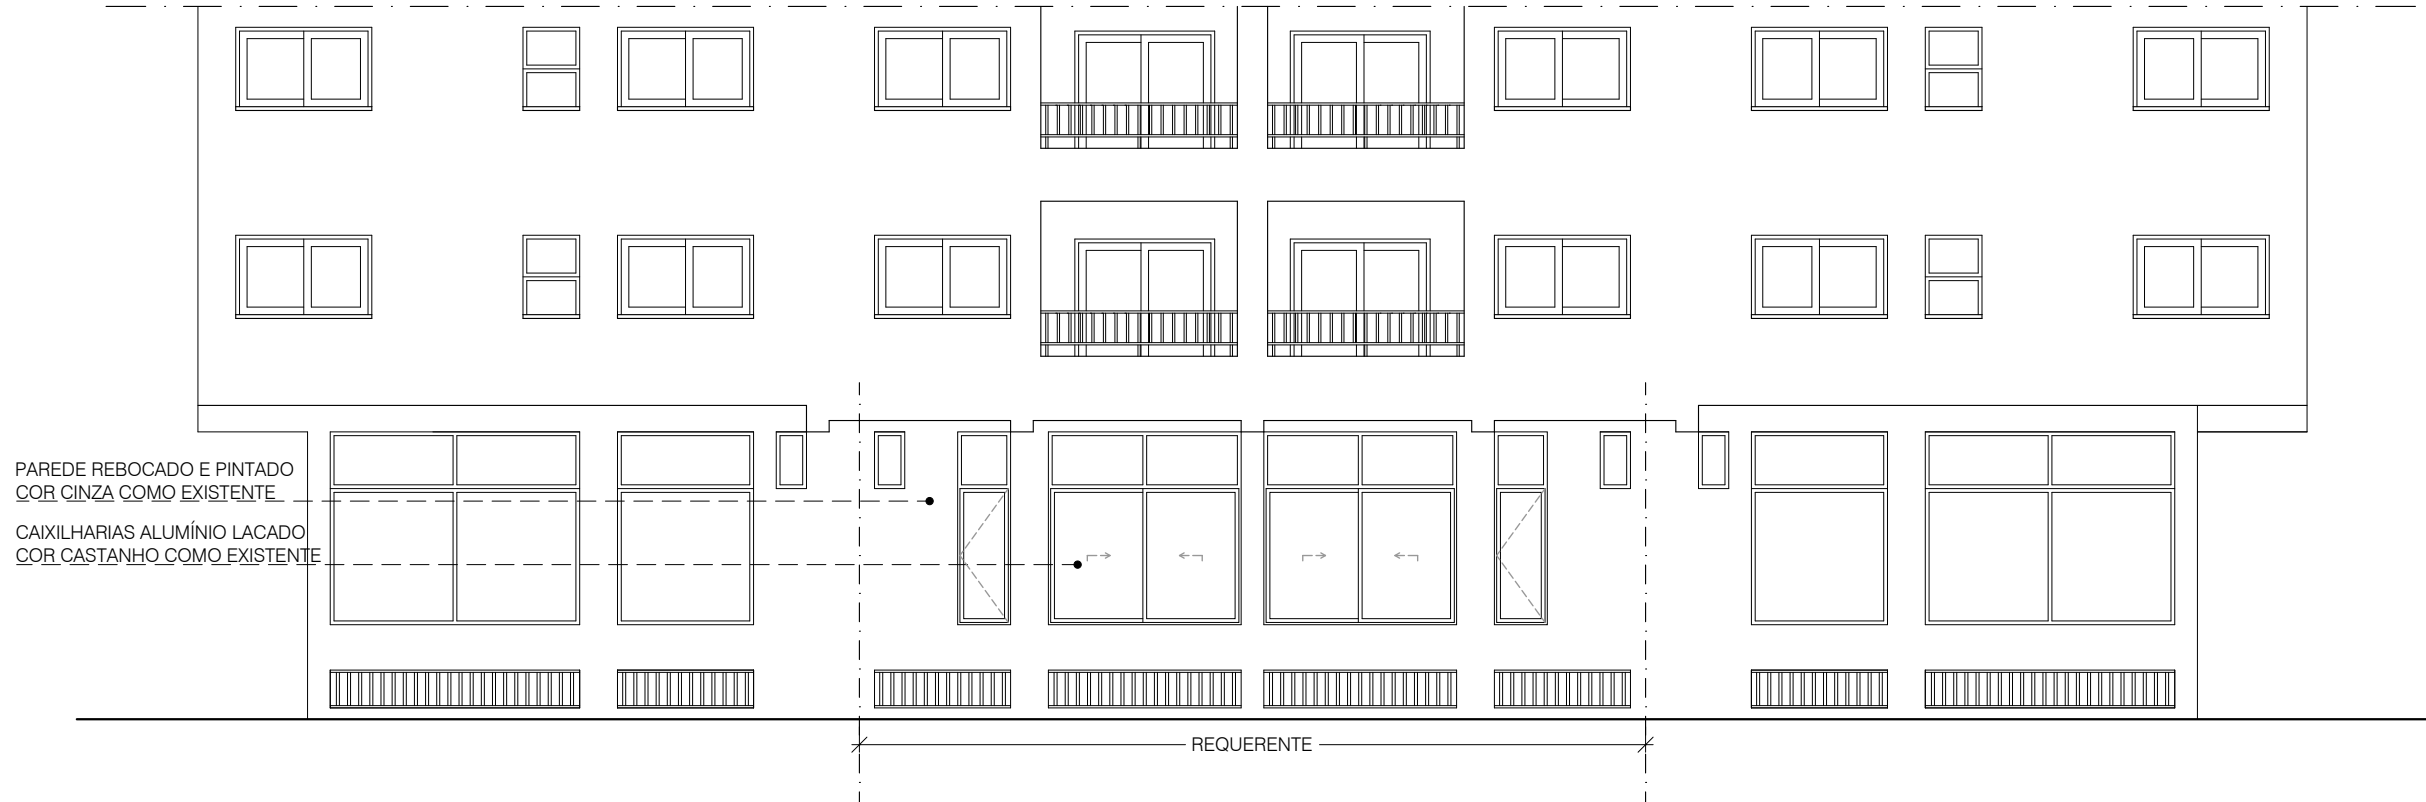 PAREDE REBOCADO E PINTADO
COR CINZA COMO EXISTENTE
CAIXILHARIAS ALUMÍNIO LACADO
COR CASTANHO COMO EXISTENTE
REQUERENTE